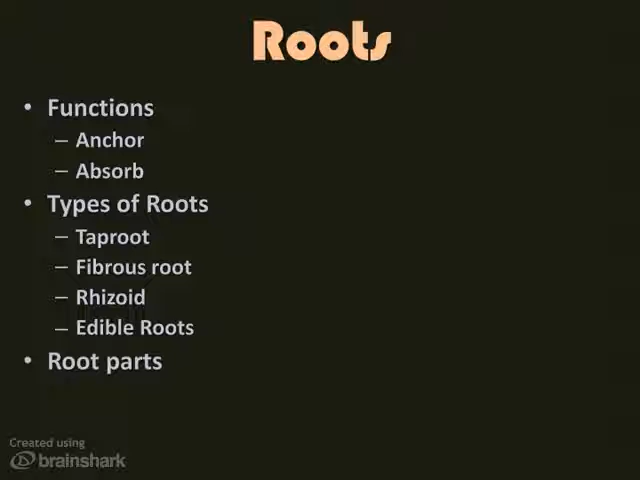 Roots
• Functions
– Anchor
– Absorb
• Types of Roots
– Taproot
– Fibrous root
– Rhizoid
– Edible Roots
• Root parts
Created using
brainshark